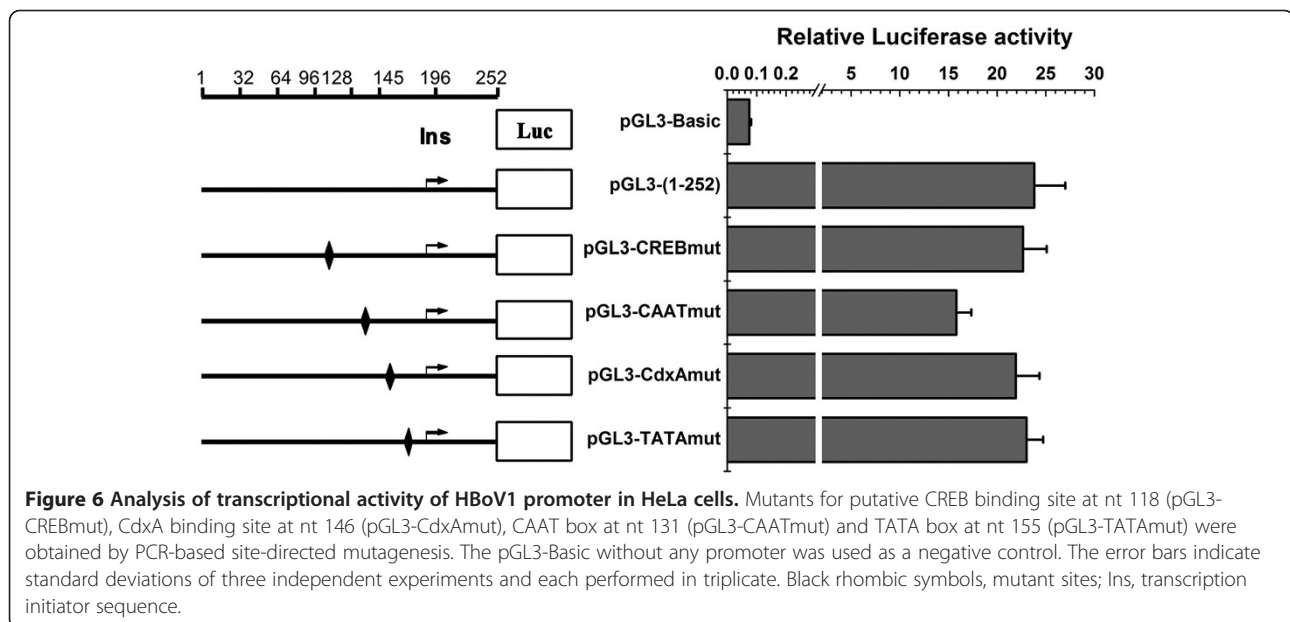 Relative Luciferase activity
1 32 64 96 128 145 196 252
0.0 0.1 0.2 5 10 15 20 25 30
Ins
Luc
pGL3-Basic
pGL3-(1-252)
pGL3-CREBmut
pGL3-CAATmut
pGL3-CdxAmut
pGL3-TATAmut
Figure 6 Analysis of transcriptional activity of HBoV1 promoter in HeLa cells. Mutants for putative CREB binding site at nt 118 (pGL3-
CREBmut), CdxA binding site at nt 146 (pGL3-CdxAmut), CAAT box at nt 131 (pGL3-CAATmut) and TATA box at nt 155 (pGL3-TATAmut) were
obtained by PCR-based site-directed mutagenesis. The pGL3-Basic without any promoter was used as a negative control. The error bars indicate
standard deviations of three independent experiments and each performed in triplicate. Black rhombic symbols, mutant sites; Ins, transcription
initiator sequence.